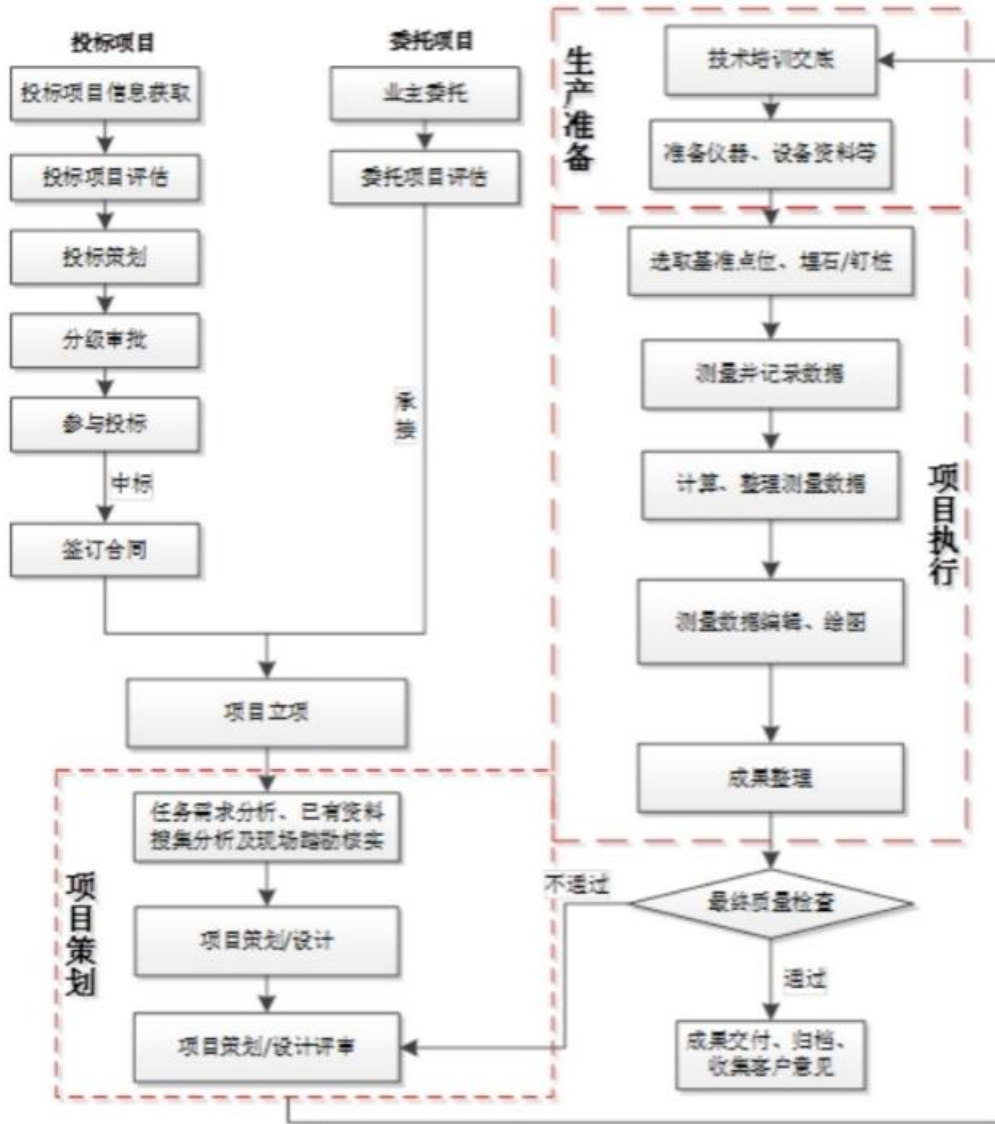 投标项目
投标项目信息获取
投标项目评估
投标策划
分级审批
参与投标
中标
签订合同
委托项目
业主委托
委托项目评估
承
接
项目立项
项目策划
任务需求分析、已有资料
搜集分析及现场踏勘核实
项目策划/设计
项目策划/设计评审
生产准备
技术培训交底
准备仪器、设备资料等
项目执行
选取基准点位、埋石/钉桩
测量并记录数据
计算、整理测量数据
测量数据编辑、绘图
成果整理
最终质量检查
不通过
通过
成果交付、归档、
收集客户意见